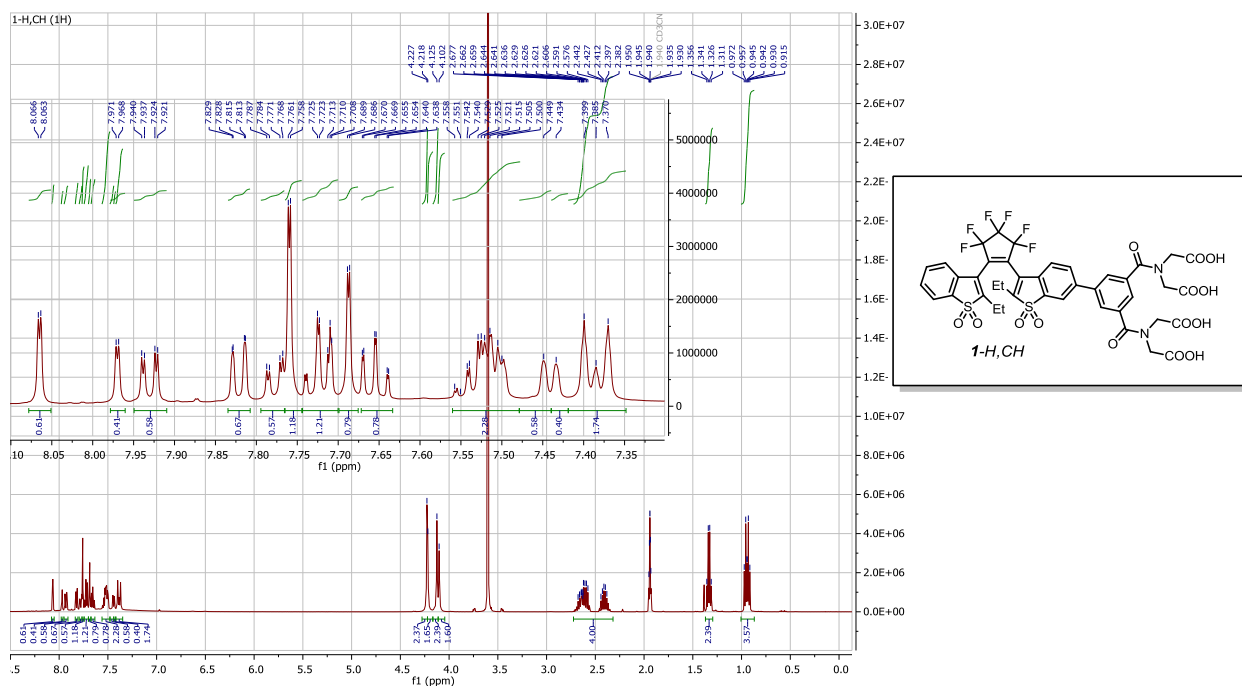 1-H,CH (1H)
4.227 4.218 4.125 4.102 2.677 2.662 2.659 2.644 2.641 2.636 2.629 2.626 2.621 2.606 2.591 2.576 2.442 2.427 2.412 2.397 2.382 1.950 1.945 1.940 1.940 CD3CN 1.935 1.930 1.356 1.341 1.326 1.311 0.972 0.957 0.945 0.942 0.930 0.915
8.066 8.063 7.971 7.968 7.940 7.937 7.924 7.921 7.829 7.828 7.815 7.813 7.787 7.784 7.771 7.768 7.761 7.758 7.725 7.723 7.713 7.710 7.708 7.689 7.686 7.670 7.669 7.655 7.654 7.640 7.638 7.558 7.551 7.542 7.540 7.529 7.525 7.521 7.515 7.505 7.500 7.449 7.434 7.399 7.385 7.370
5000000
4000000
3000000
2000000
1000000
0
0.61 0.41 0.58 0.67 0.57 1.18 1.21 0.79 0.78 2.28 0.58 0.40 1.74
.10 8.05 8.00 7.95 7.90 7.85 7.80 7.75 7.70 7.65 7.60 7.55 7.50 7.45 7.40 7.35
f1 (ppm)
3.0E+07
2.8E+07
2.6E+07
2.4E+07
2.2E-
2.0E-
1.8E-
1.6E-
1.4E-
1.2E-
1.0E+07
8.0E+06
6.0E+06
4.0E+06
2.0E+06
0.0E+00
0.61 0.41 0.58 0.67 0.57 1.18 1.21 0.79 0.78 2.28 0.58 0.40 1.74 2.37 1.65 2.39 1.60 4.00 2.39 3.57
.5 8.0 7.5 7.0 6.5 6.0 5.5 5.0 4.5 4.0 3.5 3.0 2.5 2.0 1.5 1.0 0.5 0.0
f1 (ppm)
F F F F F F
O N COOH
COOH
Et Et
S S
O O O O
COOH
O N
COOH
1-H,CH